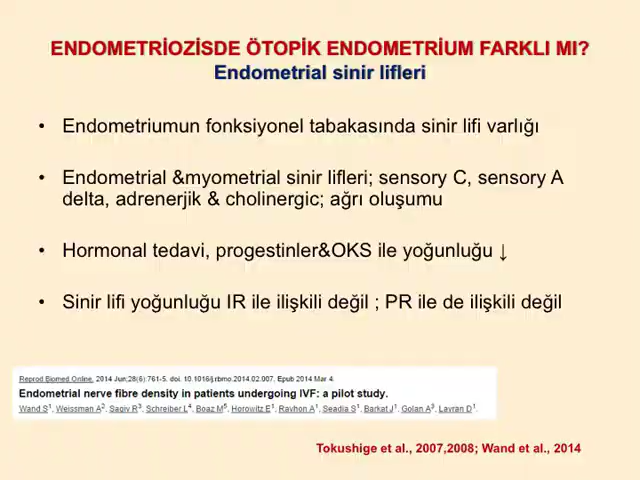 ENDOMETRİOZİSDE ÖTOPİK ENDOMETRİUM FARKLI MI?
Endometrial sinir lifleri
• Endometriumun fonksiyonel tabakasında sinir lifi varlığı
• Endometrial &myometrial sinir lifleri; sensory C, sensory A
delta, adrenerjik & cholinergic; ağrı oluşumu
• Hormonal tedavi, progestinler&OKS ile yoğunluğu ↓
• Sinir lifi yoğunluğu IR ile ilişkili değil ; PR ile de ilişkili değil
Reprod Biomed Online. 2014 Jun;28(6):761-5. doi: 10.1016/j.rbmo.2014.02.007. Epub 2014 Mar 4.
Endometrial nerve fibre density in patients undergoing IVF: a pilot study.
Wand S1, Weissman A2, Sagiv R3, Schreiber L4, Boaz M5, Horowitz E1, Ravhon A1, Seadia S1, Barkat J1, Golan A3, Levran D1.
Tokushige et al., 2007,2008; Wand et al., 2014